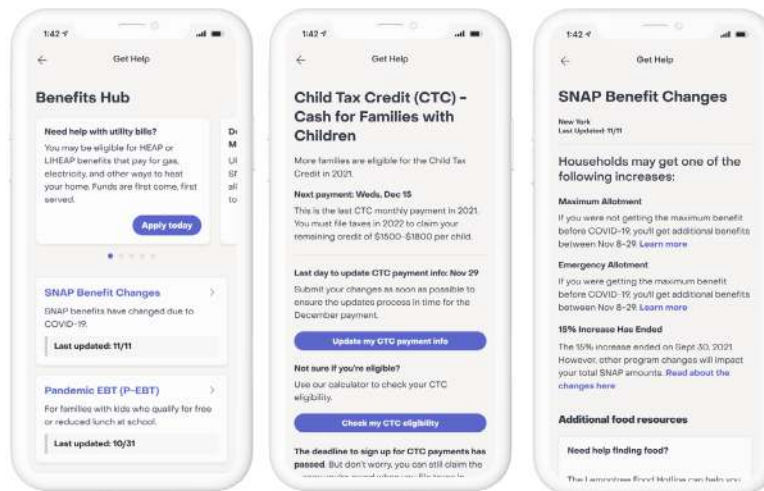 1:42
Get Help
Benefits Hub
Need help with utility bills?
You may be eligible for HEAP or
LIHEAP benefits that pay for gas,
electricity, and other ways to heat
your home. Funds are first come, first
served.
Apply today
SNAP Benefit Changes
SNAP benefits have changed due to
COVID-19.
Last updated: 11/11
Pandemic EBT (P-EBT)
For families with kids who qualify for free
or reduced lunch at school.
Last updated: 10/31
1:42
Get Help
Child Tax Credit (CTC) –
Cash for Families with
Children
More families are eligible for the Child Tax
Credit in 2021.
Next payment: Weds, Dec 15
This is the last CTC monthly payment in 2021.
You must file taxes in 2022 to claim your
remaining credit of $1500-$1800 per child.
Last day to update CTC payment info: Nov 29
Submit your changes as soon as possible to
ensure the updates process in time for the
December payment.
Update my CTC payment info
Not sure if you're eligible?
Use our calculator to check your CTC
eligibility.
Check my CTC eligibility
The deadline to sign up for CTC payments has
passed. But don't worry, you can still claim the
1:42
Get Help
SNAP Benefit Changes
New York
Last Updated: 11/11
Households may get one of the
following increases:
Maximum Allotment
If you were not getting the maximum benefit
before COVID-19, you'll get additional benefits
between Nov 8-29. Learn more
Emergency Allotment
If you were getting the maximum benefit
before COVID-19, you'll get additional benefits
between Nov 8-29. Learn more
15% Increase Has Ended
The 15% increase ended on Sept 30, 2021.
However, other program changes will impact
your total SNAP amounts. Read about the
changes here
Additional food resources
Need help finding food?
The Lemontree Food Hotline can help you